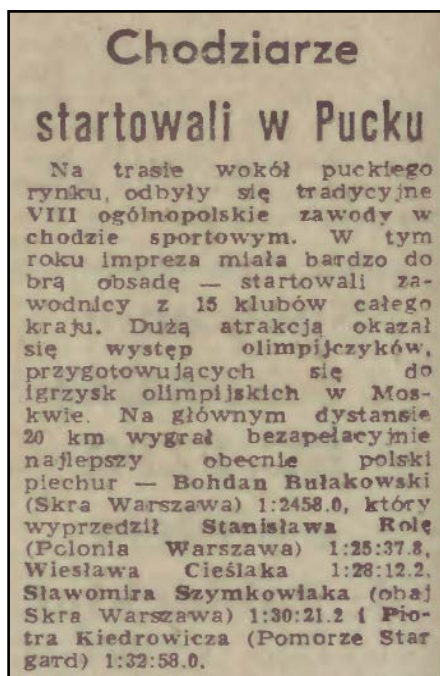 Chodziarze
startowali w Pucku
Na trasie wokół puckiego
rynku, odbyły się tradycyjne
VIII ogólnopolskie zawody w
chodzie sportowym. W tym
roku impreza miała bardzo do
brą obsadę — startowali za-
wodnicy z 15 klubów całego
kraju. Dużą atrakcją okazał
się występ olimpijczyków,
przygotowujących się do
igrzysk olimpijskich w Mos-
kwie. Na głównym dystansie
20 km wygrał bezapelacyjnie
najlepszy obecnie polski
piechur — Bohdan Bułakowski
(Skra Warszawa) 1:2458.0, który
wyprzedził Stanisława Rolę
(Polonia Warszawa) 1:25:37.8,
Wiesława Cieślaka 1:28:12.2,
Sławomira Szymkowiaka (obaj
Skra Warszawa) 1:30:21.2 i Pio-
tra Kiedrowicza (Pomorze Star
gard) 1:32:58.0.